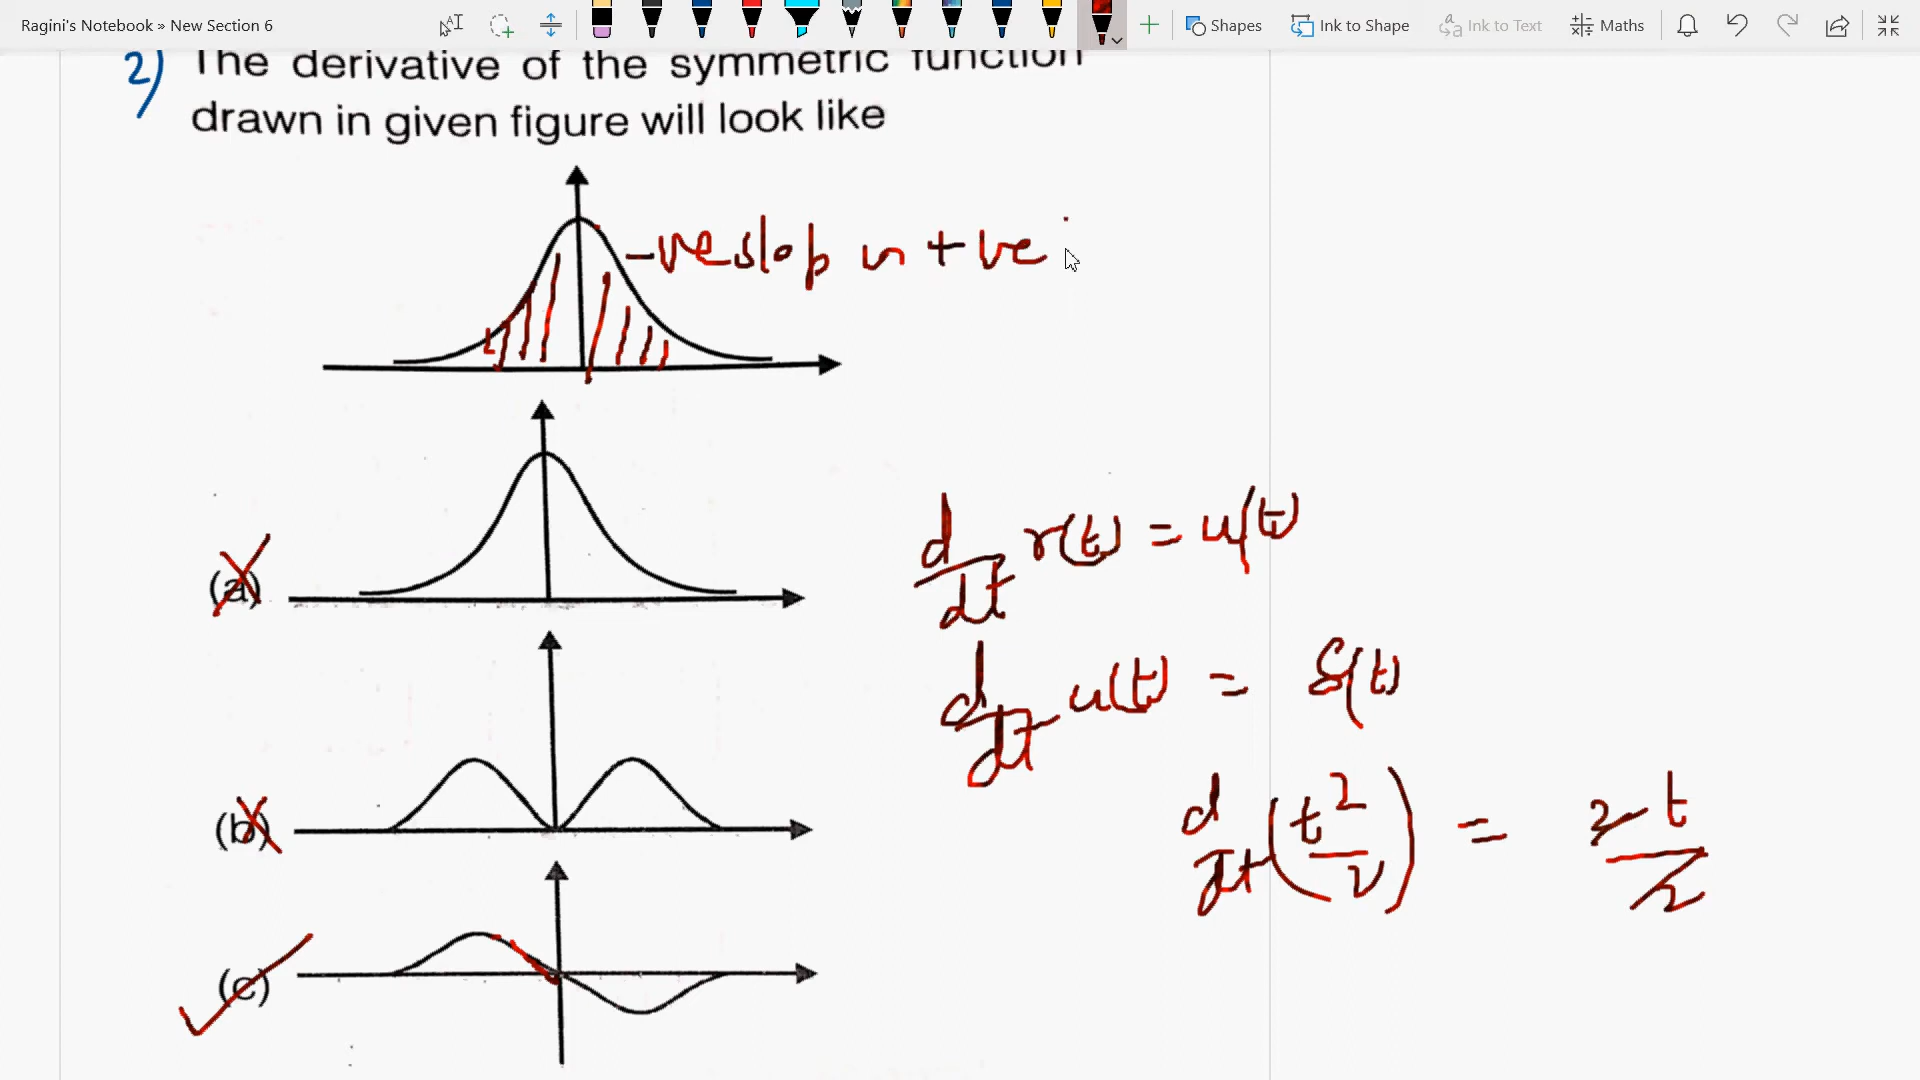 Ragini's Notebook » New Section 6
Shapes
Ink to Shape
Ink to Text
Maths
2) The derivative of the symmetric function
drawn in given figure will look like
-ve slop in +ve
(a)
d/dt r(t) = u(t)
d/dt u(t) = δ(t)
(b)
d/dt (t²/2) = 2t/2
(c)